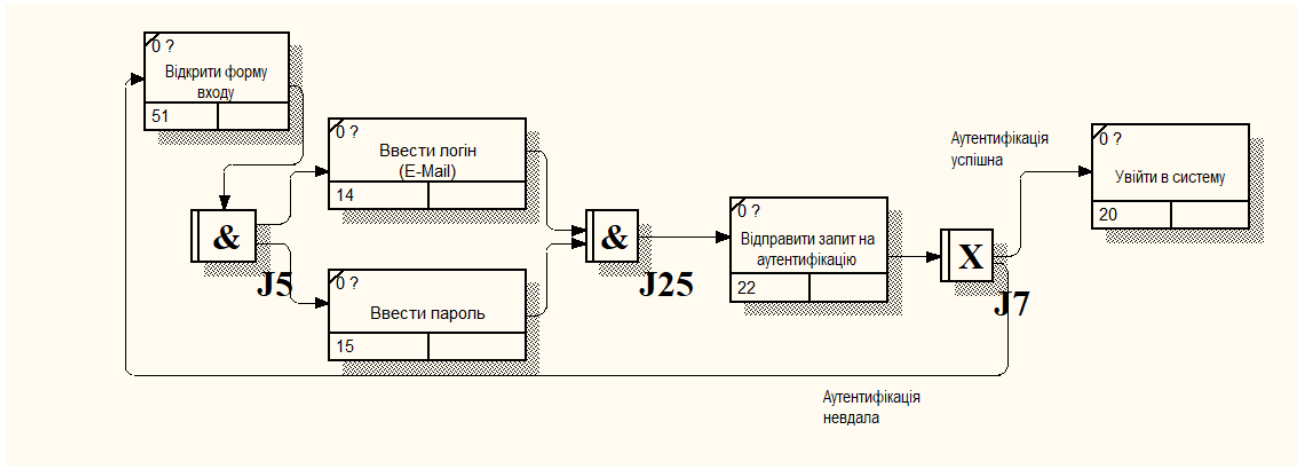 0 ?
Відкрити форму
входу
51
&
J5
0 ?
Ввести логін
(E-Mail)
14
0 ?
Ввести пароль
15
&
J25
0 ?
Відправити запит на
аутентифікацію
22
X
J7
Аутентифікація
успішна
0 ?
Увійти в систему
20
Аутентифікація
невдала